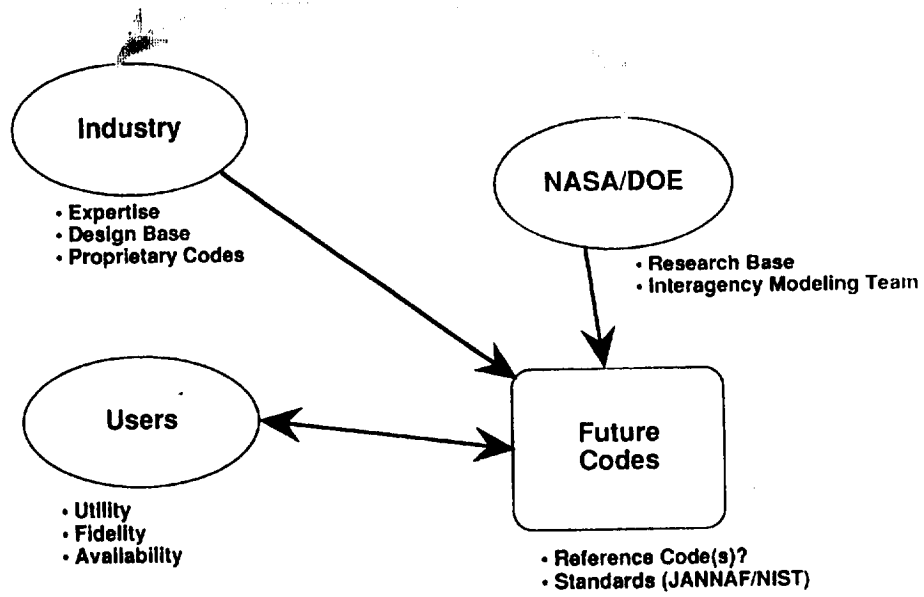 Industry
• Expertise
• Design Base
• Proprietary Codes
NASA/DOE
• Research Base
• Interagency Modeling Team
Users
• Utility
• Fidelity
• Availability
Future
Codes
• Reference Code(s)?
• Standards (JANNAF/NIST)